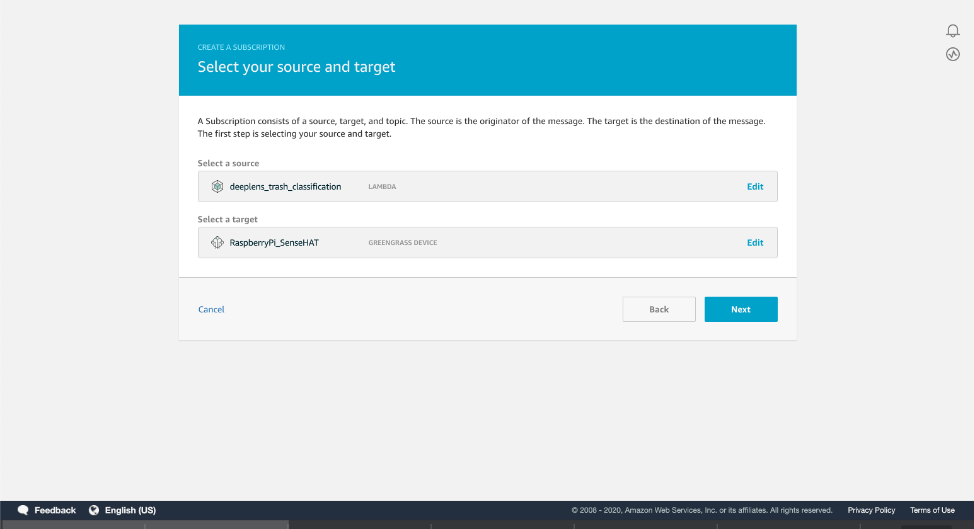 CREATE A SUBSCRIPTION
Select your source and target
A Subscription consists of a source, target, and topic. The source is the originator of the message. The target is the destination of the message.
The first step is selecting your source and target.
Select a source
deeplens_trash_classification LAMBDA Edit
Select a target
RaspberryPi_SenseHAT GREENGRASS DEVICE Edit
Cancel Back Next
Feedback English (US) © 2008 - 2020, Amazon Web Services, Inc. or its affiliates. All rights reserved. Privacy Policy Terms of Use